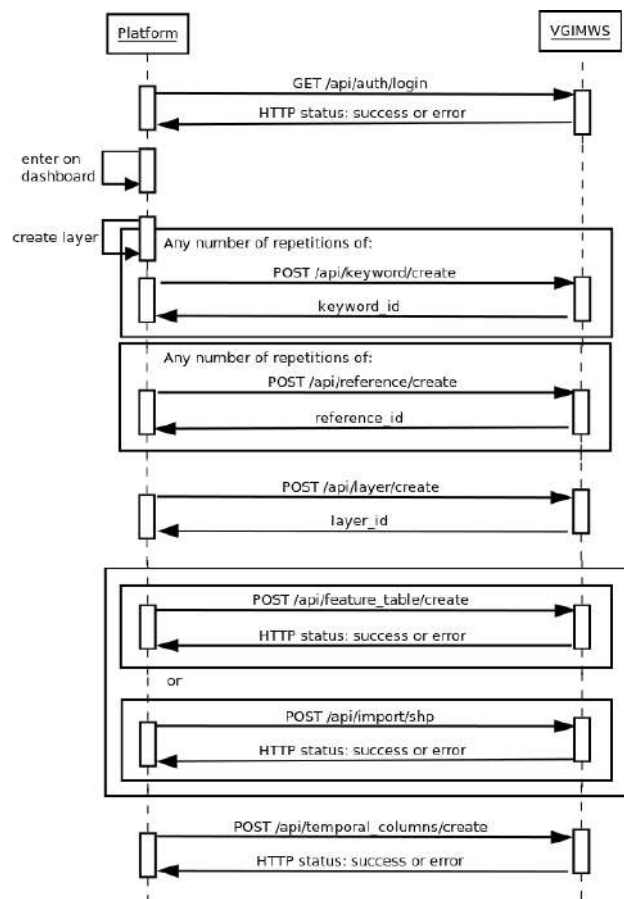 Platform
VGIMWS
GET /api/auth/login
HTTP status: success or error
enter on
dashboard
create layer
Any number of repetitions of:
POST /api/keyword/create
keyword_id
Any number of repetitions of:
POST /api/reference/create
reference_id
POST /api/layer/create
layer_id
POST /api/feature_table/create
HTTP status: success or error
or
POST /api/import/shp
HTTP status: success or error
POST /api/temporal_columns/create
HTTP status: success or error